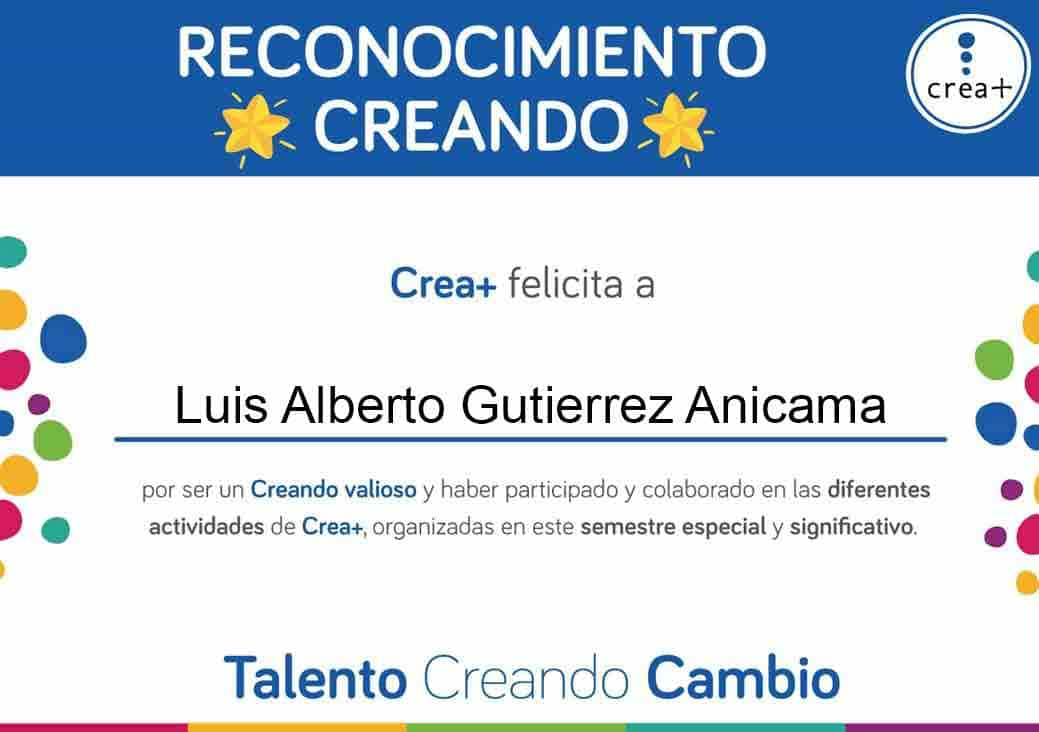 RECONOCIMIENTO
CREANDO
crea+
Crea+ felicita a
Luis Alberto Gutierrez Anicama
por ser un Creando valioso y haber participado y colaborado en las diferentes
actividades de Crea+, organizadas en este semestre especial y significativo.
Talento Creando Cambio